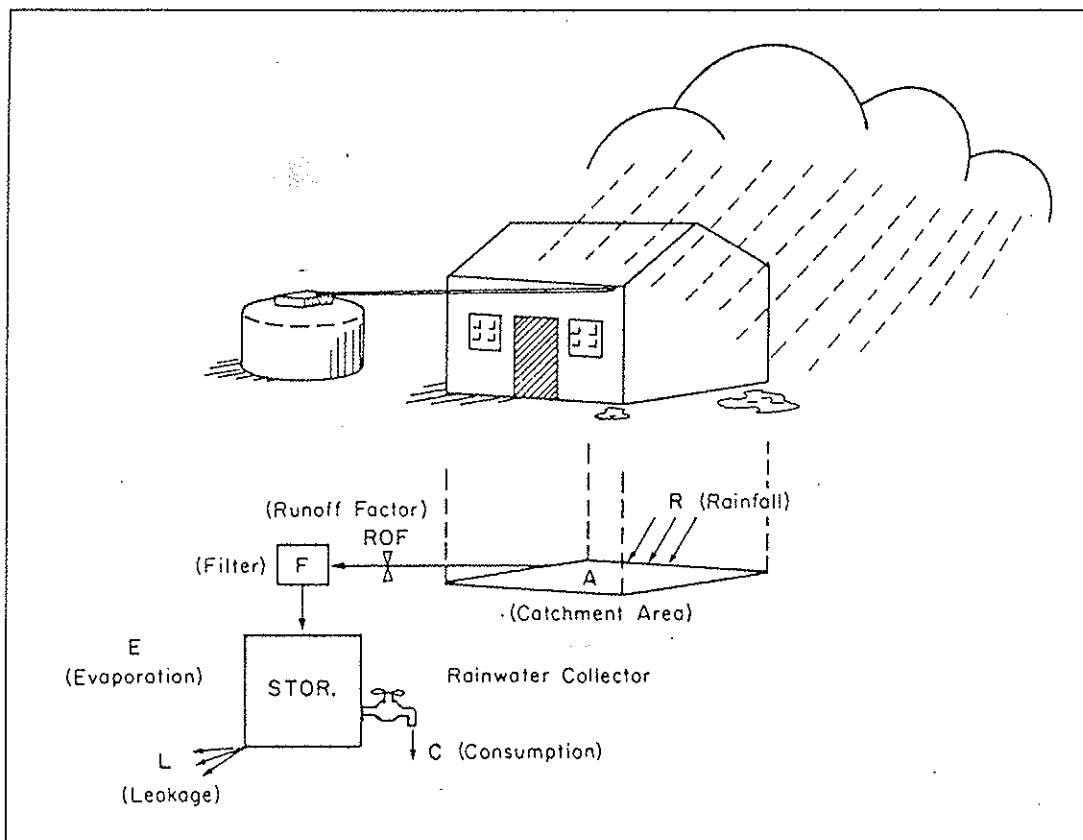 R (Rainfall)
(Runoff Factor)
ROF
(Filter)
F
A
(Catchment Area)
E
(Evaporation)
STOR.
Rainwater Collector
C (Consumption)
L
(Leakage)